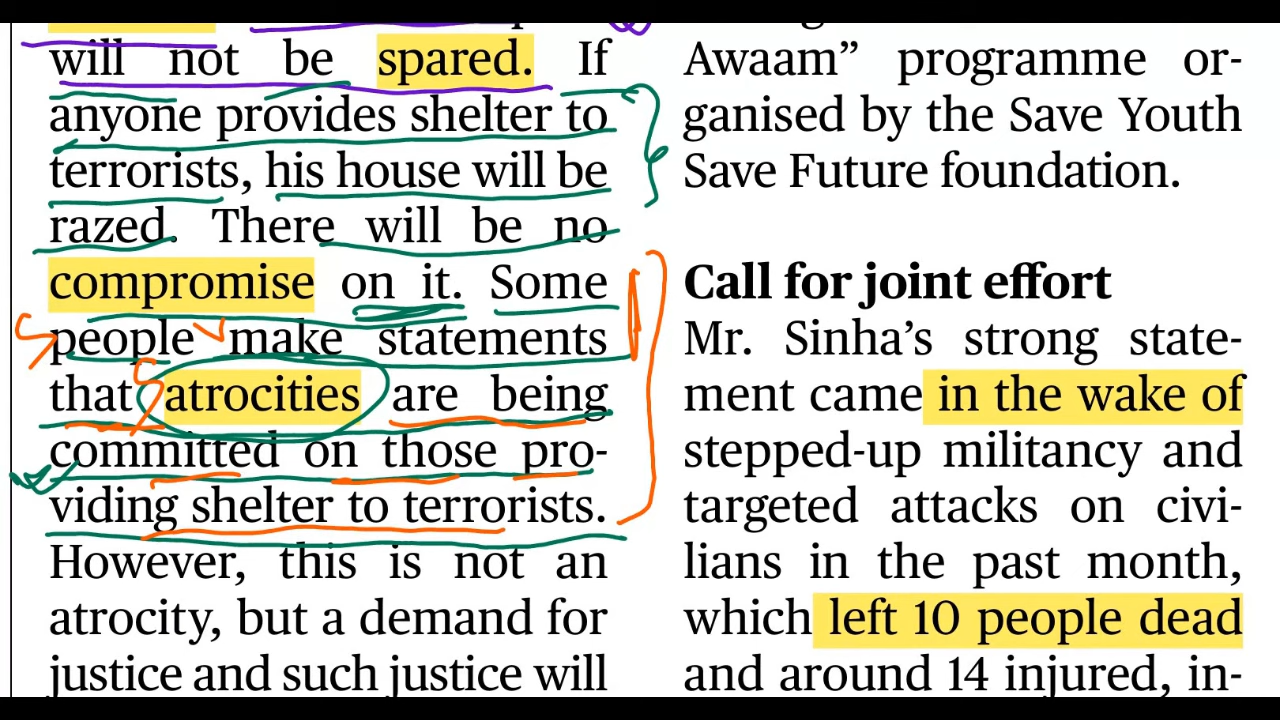 will not be spared. If
anyone provides shelter to
terrorists, his house will be
razed. There will be no
compromise on it. Some
people make statements
that atrocities are being
committed on those pro-
viding shelter to terrorists.
However, this is not an
atrocity, but a demand for
justice and such justice will
Awaam” programme or-
ganised by the Save Youth
Save Future foundation.
Call for joint effort
Mr. Sinha’s strong state-
ment came in the wake of
stepped-up militancy and
targeted attacks on civi-
lians in the past month,
which left 10 people dead
and around 14 injured, in-